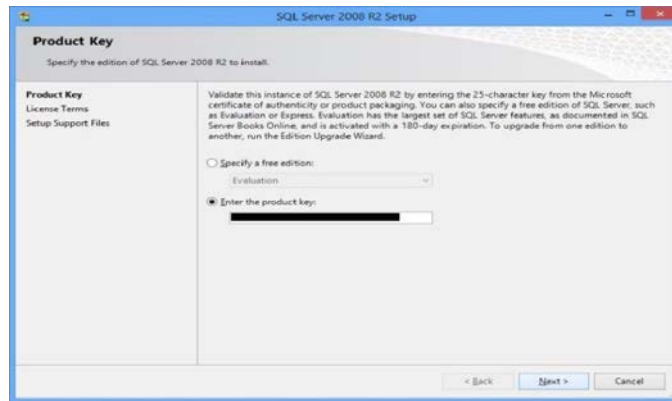 SQL Server 2008 R2 Setup
Product Key
Specify the edition of SQL Server 2008 R2 to install.
Product Key
License Terms
Setup Support Files
Validate this instance of SQL Server 2008 R2 by entering the 25-character key from the Microsoft
certificate of authenticity or product packaging. You can also specify a free edition of SQL Server, such
as Evaluation or Express. Evaluation has the largest set of SQL Server features, as documented in SQL
Server Books Online, and is activated with a 180-day expiration. To upgrade from one edition to
another, run the Edition Upgrade Wizard.
Specify a free edition:
Evaluation
Enter the product key:
< Back
Next >
Cancel